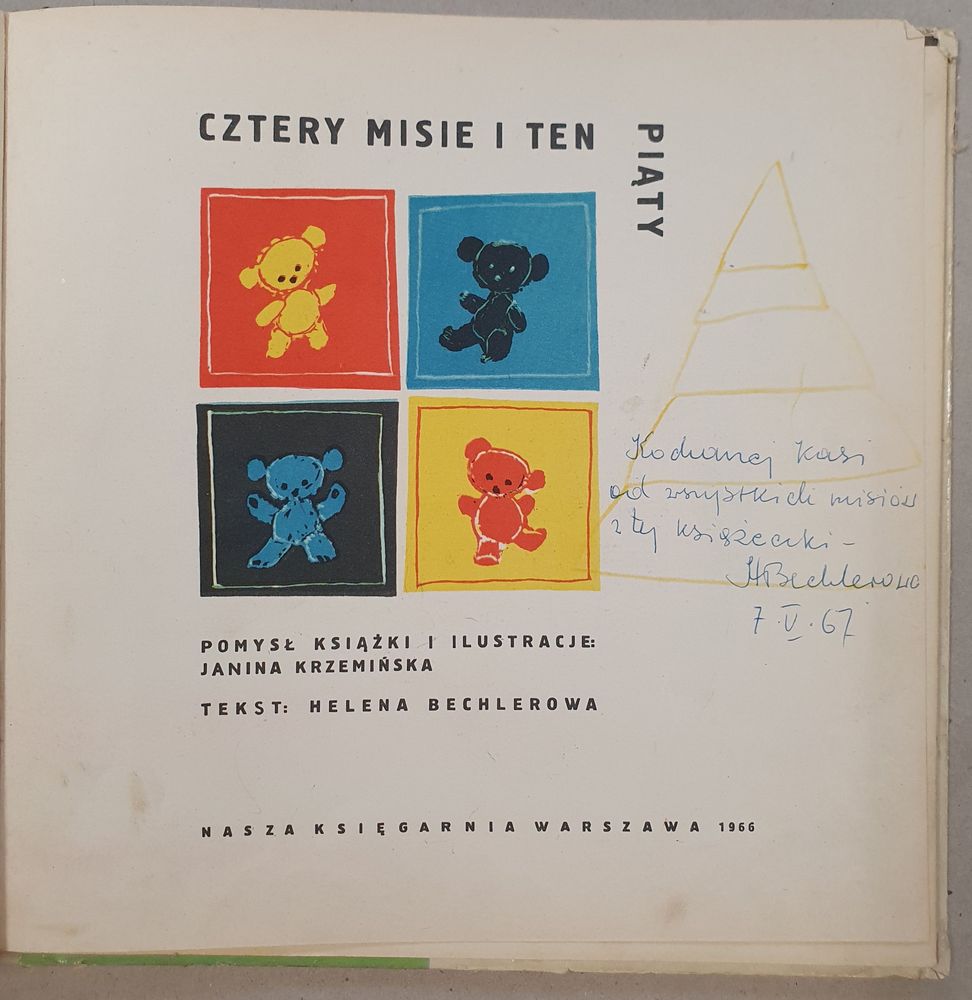 CZTERY MISIE I TEN
PIĄTY
Kochanej Kasi
od wszystkich misiów
z tej książeczki -
HBechlerowa
7.V.67
POMYSŁ KSIĄŻKI I ILUSTRACJE:
JANINA KRZEMIŃSKA
TEKST: HELENA BECHLEROWA
NASZA KSIĘGARNIA WARSZAWA 1966